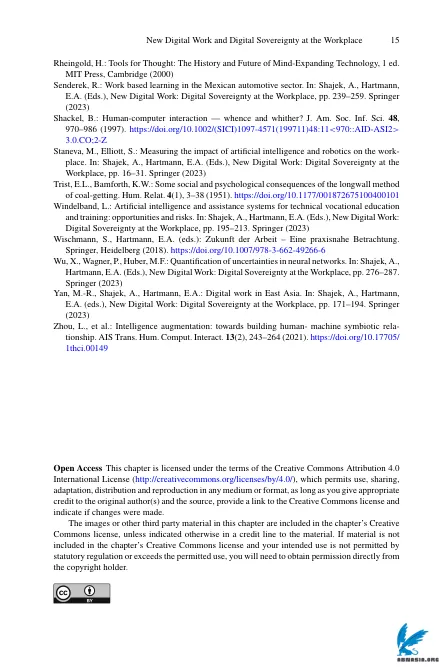 New Digital Work and Digital Sovereignty at the Workplace 15
Rheingold, H.: Tools for Thought: The History and Future of Mind-Expanding Technology, 1 ed.
MIT Press, Cambridge (2000)
Senderek, R.: Work based learning in the Mexican automotive sector. In: Shajek, A., Hartmann,
E.A. (Eds.), New Digital Work: Digital Sovereignty at the Workplace, pp. 239–259. Springer
(2023)
Shackel, B.: Human-computer interaction — whence and whither? J. Am. Soc. Inf. Sci. 48,
970–986 (1997). https://doi.org/10.1002/(SICI)1097-4571(199711)48:11<970::AID-ASI2>
3.0.CO;2-Z
Staneva, M., Elliott, S.: Measuring the impact of artificial intelligence and robotics on the work-
place. In: Shajek, A., Hartmann, E.A. (Eds.), New Digital Work: Digital Sovereignty at the
Workplace, pp. 16–31. Springer (2023)
Trist, E.L., Bamforth, K.W.: Some social and psychological consequences of the longwall method
of coal-getting. Hum. Relat. 4(1), 3–38 (1951). https://doi.org/10.1177/001872675100400101
Windelband, L.: Artificial intelligence and assistance systems for technical vocational education
and training: opportunities and risks. In: Shajek, A., Hartmann, E.A. (Eds.), New Digital Work:
Digital Sovereignty at the Workplace, pp. 195–213. Springer (2023)
Wischmann, S., Hartmann, E.A. (eds.): Zukunft der Arbeit – Eine praxisnahe Betrachtung.
Springer, Heidelberg (2018). https://doi.org/10.1007/978-3-662-49266-6
Wu, X., Wagner, P., Huber, M.F.: Quantification of uncertainties in neural networks. In: Shajek, A.,
Hartmann, E.A. (Eds.), New Digital Work: Digital Sovereignty at the Workplace, pp. 276–287.
Springer (2023)
Yan, M.-R., Shajek, A., Hartmann, E.A.: Digital work in East Asia. In: Shajek, A., Hartmann,
E.A. (eds.), New Digital Work: Digital Sovereignty at the Workplace, pp. 171–194. Springer
(2023)
Zhou, L., et al.: Intelligence augmentation: towards building human- machine symbiotic rela-
tionship. AIS Trans. Hum. Comput. Interact. 13(2), 243–264 (2021). https://doi.org/10.17705/
1thci.00149
Open Access This chapter is licensed under the terms of the Creative Commons Attribution 4.0
International License (http://creativecommons.org/licenses/by/4.0/), which permits use, sharing,
adaptation, distribution and reproduction in any medium or format, as long as you give appropriate
credit to the original author(s) and the source, provide a link to the Creative Commons license and
indicate if changes were made.
The images or other third party material in this chapter are included in the chapter's Creative
Commons license, unless indicated otherwise in a credit line to the material. If material is not
included in the chapter's Creative Commons license and your intended use is not permitted by
statutory regulation or exceeds the permitted use, you will need to obtain permission directly from
the copyright holder.
cc BY